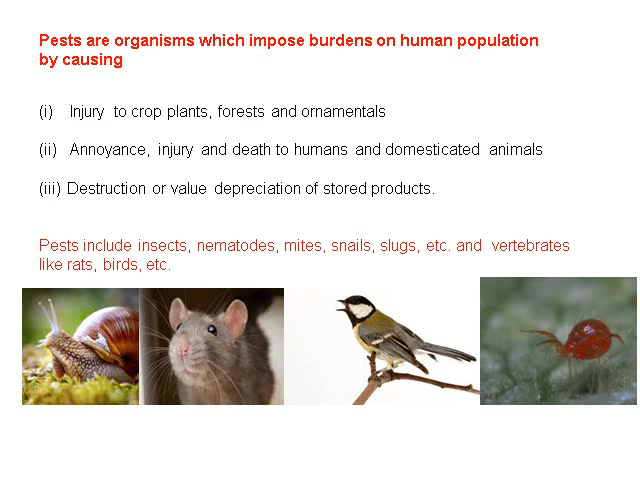 Pests are organisms which impose burdens on human population
by causing
(i) Injury to crop plants, forests and ornamentals
(ii) Annoyance, injury and death to humans and domesticated animals
(iii) Destruction or value depreciation of stored products.
Pests include insects, nematodes, mites, snails, slugs, etc. and vertebrates
like rats, birds, etc.